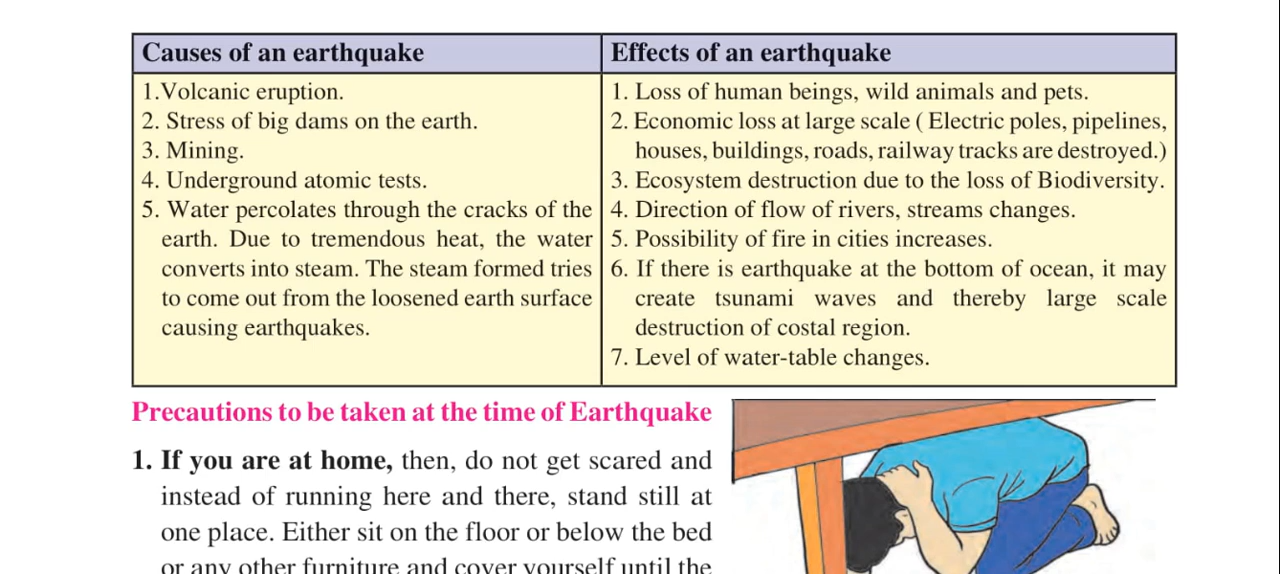 Causes of an earthquake
1.Volcanic eruption.
2. Stress of big dams on the earth.
3. Mining.
4. Underground atomic tests.
5. Water percolates through the cracks of the
earth. Due to tremendous heat, the water
converts into steam. The steam formed tries
to come out from the loosened earth surface
causing earthquakes.
Effects of an earthquake
1. Loss of human beings, wild animals and pets.
2. Economic loss at large scale ( Electric poles, pipelines,
houses, buildings, roads, railway tracks are destroyed.)
3. Ecosystem destruction due to the loss of Biodiversity.
4. Direction of flow of rivers, streams changes.
5. Possibility of fire in cities increases.
6. If there is earthquake at the bottom of ocean, it may
create tsunami waves and thereby large scale
destruction of costal region.
7. Level of water-table changes.
Precautions to be taken at the time of Earthquake
1. If you are at home, then, do not get scared and
instead of running here and there, stand still at
one place. Either sit on the floor or below the bed
or any other furniture and cover yourself until the